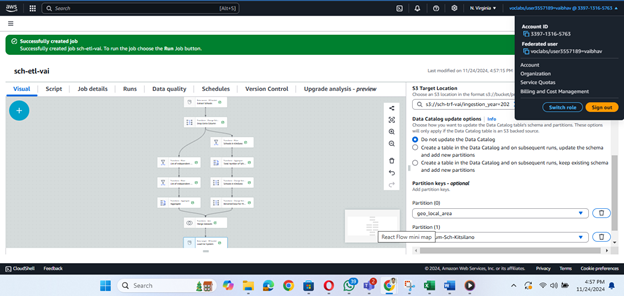 aws
Search
[Alt+S]
N. Virginia
voclabs/user3557189=vaibhav @ 3397-1316-5763
Account ID
3397-1316-5763
Federated user
voclabs/user3557189=vaibhav
Account
Organization
Service Quotas
Billing and Cost Management
Switch role
Sign out
Successfully created job
Successfully created job sch-etl-vai. To run the job choose the Run Job button.
sch-etl-vai
Last modified on 11/24/2024, 4:57:15 PM
Visual
Script
Job details
Runs
Data quality
Schedules
Version Control
Upgrade analysis - preview
S3 Target Location
Choose an S3 location in the format s3://bucket/
s3://sch-trf-vai/ingestion_year=202
Data Catalog update options
Info
Choose how you want to update the Data Catalog table's schema and partitions. These options
will only apply if the Data Catalog table is an S3 backed source.
Do not update the Data Catalog
Create a table in the Data Catalog and on subsequent runs, update the schema
and add new partitions
Create a table in the Data Catalog and on subsequent runs, keep existing schema
and add new partitions
Partition keys - optional
Add partition keys.
Partition (0)
geo_local_area
Partition (1)
um-Sch-Kitsilano
React Flow mini map
CloudShell
Feedback
© 2024, Amazon Web Services, Inc. or its affiliates.
Privacy
Terms
Cookie preferences
Search
4:57 PM
11/24/2024